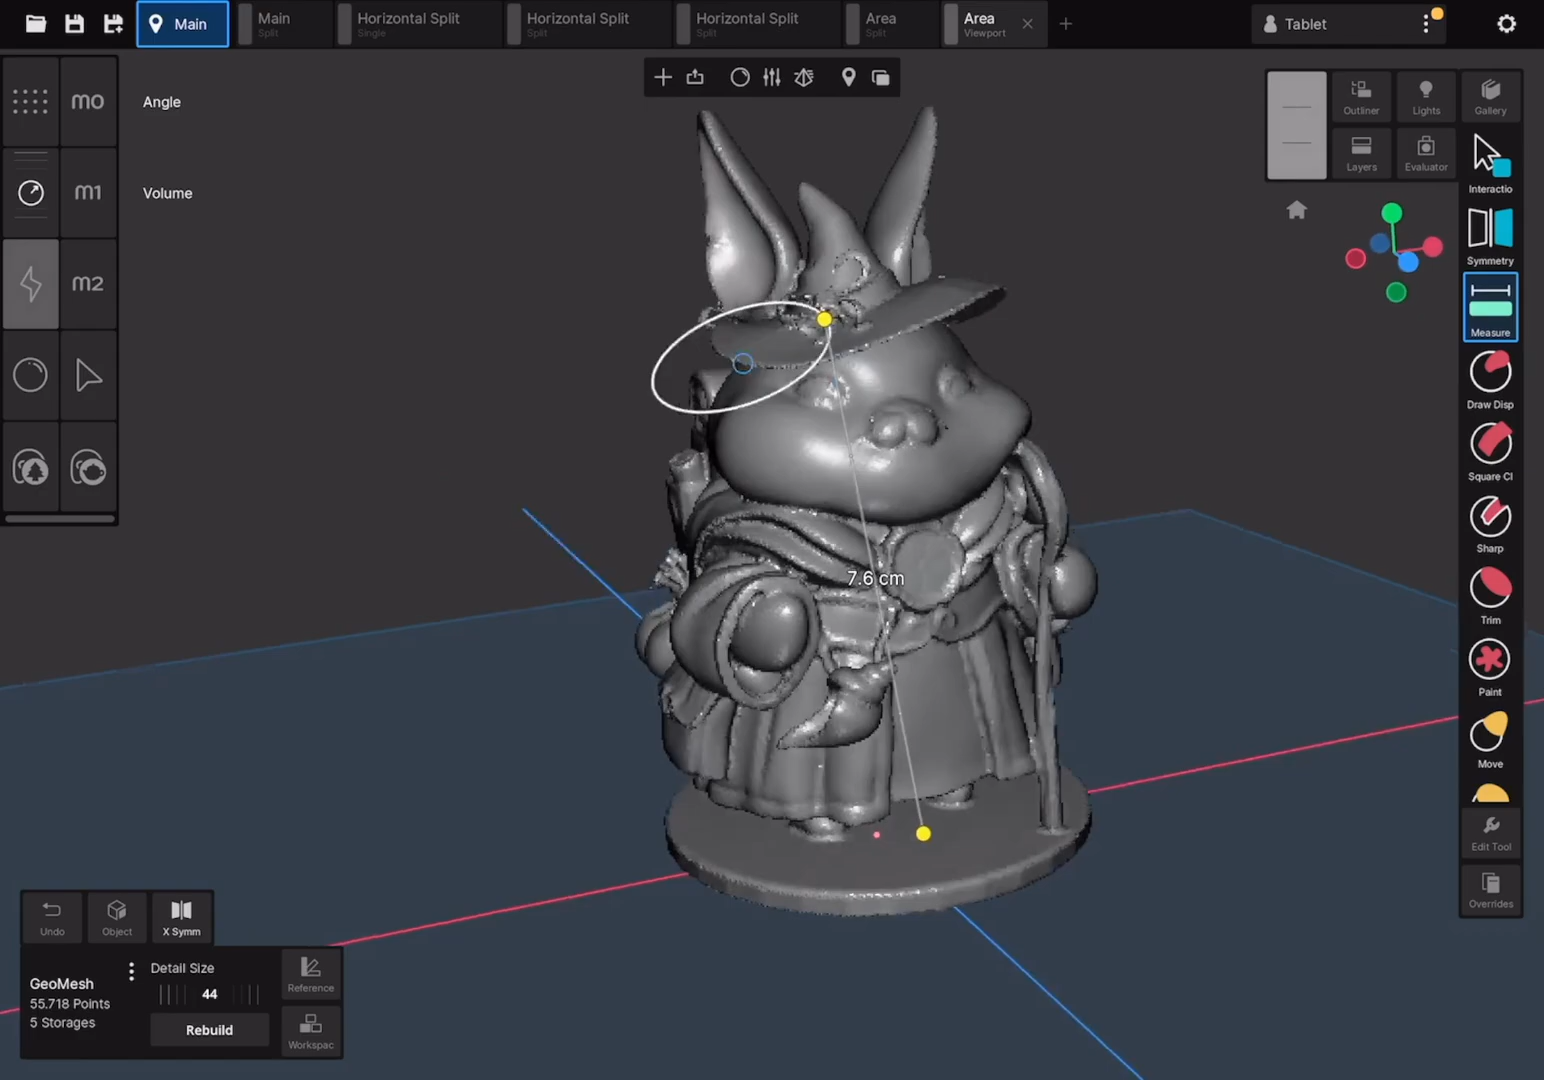 Main
Main
Split
Horizontal Split
Single
Horizontal Split
Split
Horizontal Split
Split
Area
Split
Area
Viewport
Tablet
m0
Angle
m1
Volume
m2
Outliner
Lights
Gallery
Layers
Evaluator
Interactio
Symmetry
Measure
Draw Disp
Square Cl
Sharp
Trim
Paint
Move
Edit Tool
Overrides
7.6 cm
Undo
Object
X Symm
GeoMesh
55.718 Points
5 Storages
Detail Size
44
Rebuild
Reference
Workspac